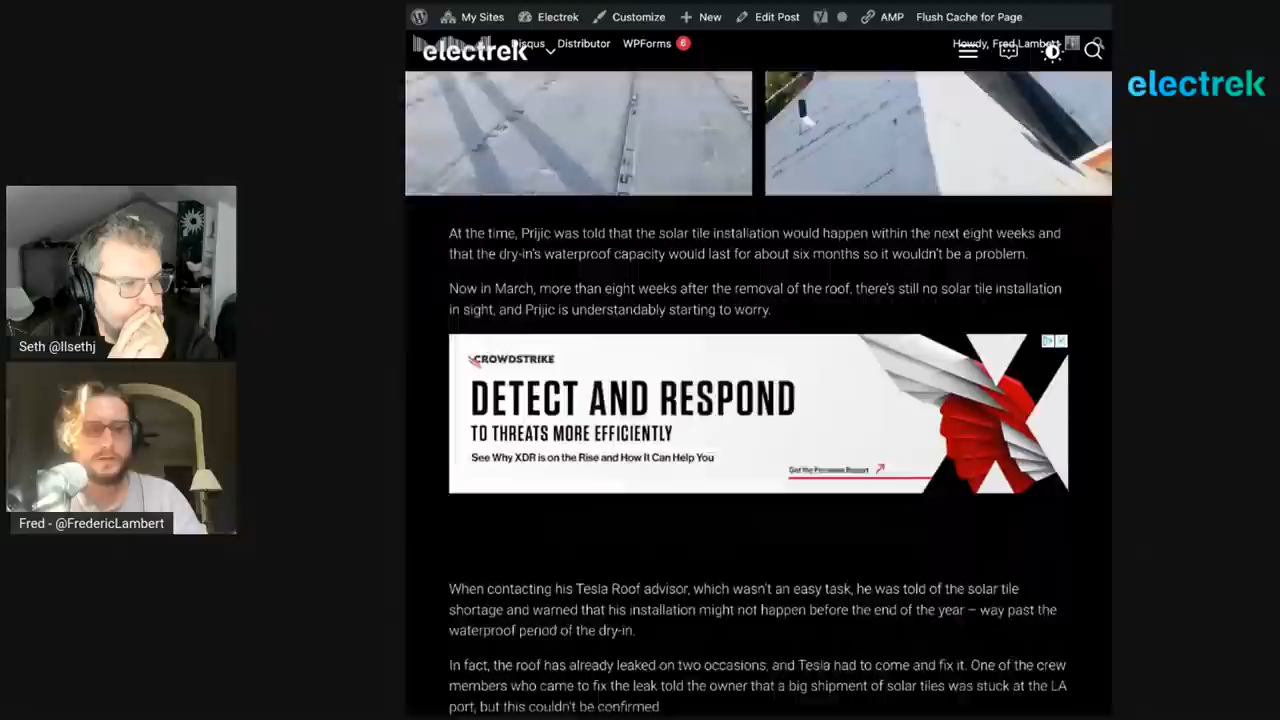 My Sites Electrek Customize New Edit Post AMP Flush Cache for Page
Disqus Distributor WPForms 6 Howdy, Fred Lambert
electrek
electrek
At the time, Prijic was told that the solar tile installation would happen within the next eight weeks and
that the dry-in's waterproof capacity would last for about six months so it wouldn't be a problem.
Now in March, more than eight weeks after the removal of the roof, there's still no solar tile installation
in sight, and Prijic is understandably starting to worry.
CROWDSTRIKE
DETECT AND RESPOND
TO THREATS MORE EFFICIENTLY
See Why XDR is on the Rise and How It Can Help You
Get the Forrester Report
Seth @llsethj
Fred - @FredericLambert
When contacting his Tesla Roof advisor, which wasn't an easy task, he was told of the solar tile
shortage and warned that his installation might not happen before the end of the year – way past the
waterproof period of the dry-in.
In fact, the roof has already leaked on two occasions, and Tesla had to come and fix it. One of the crew
members who came to fix the leak told the owner that a big shipment of solar tiles was stuck at the LA
port, but this couldn't be confirmed.